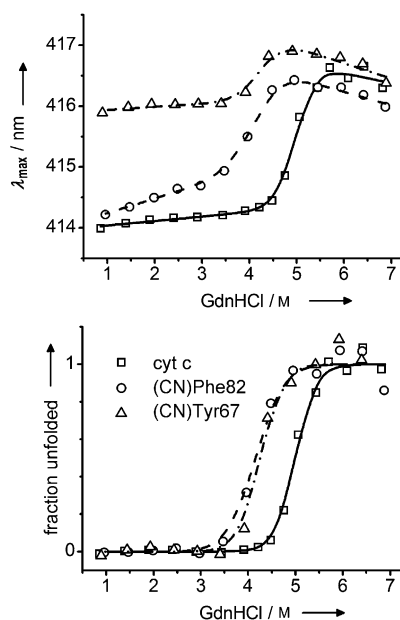 417
416
415
414
λmax / nm
1 2 3 4 5 6 7
GdnHCl / M
1
0
fraction unfolded
cyt c
(CN)Phe82
(CN)Tyr67
1 2 3 4 5 6 7
GdnHCl / M